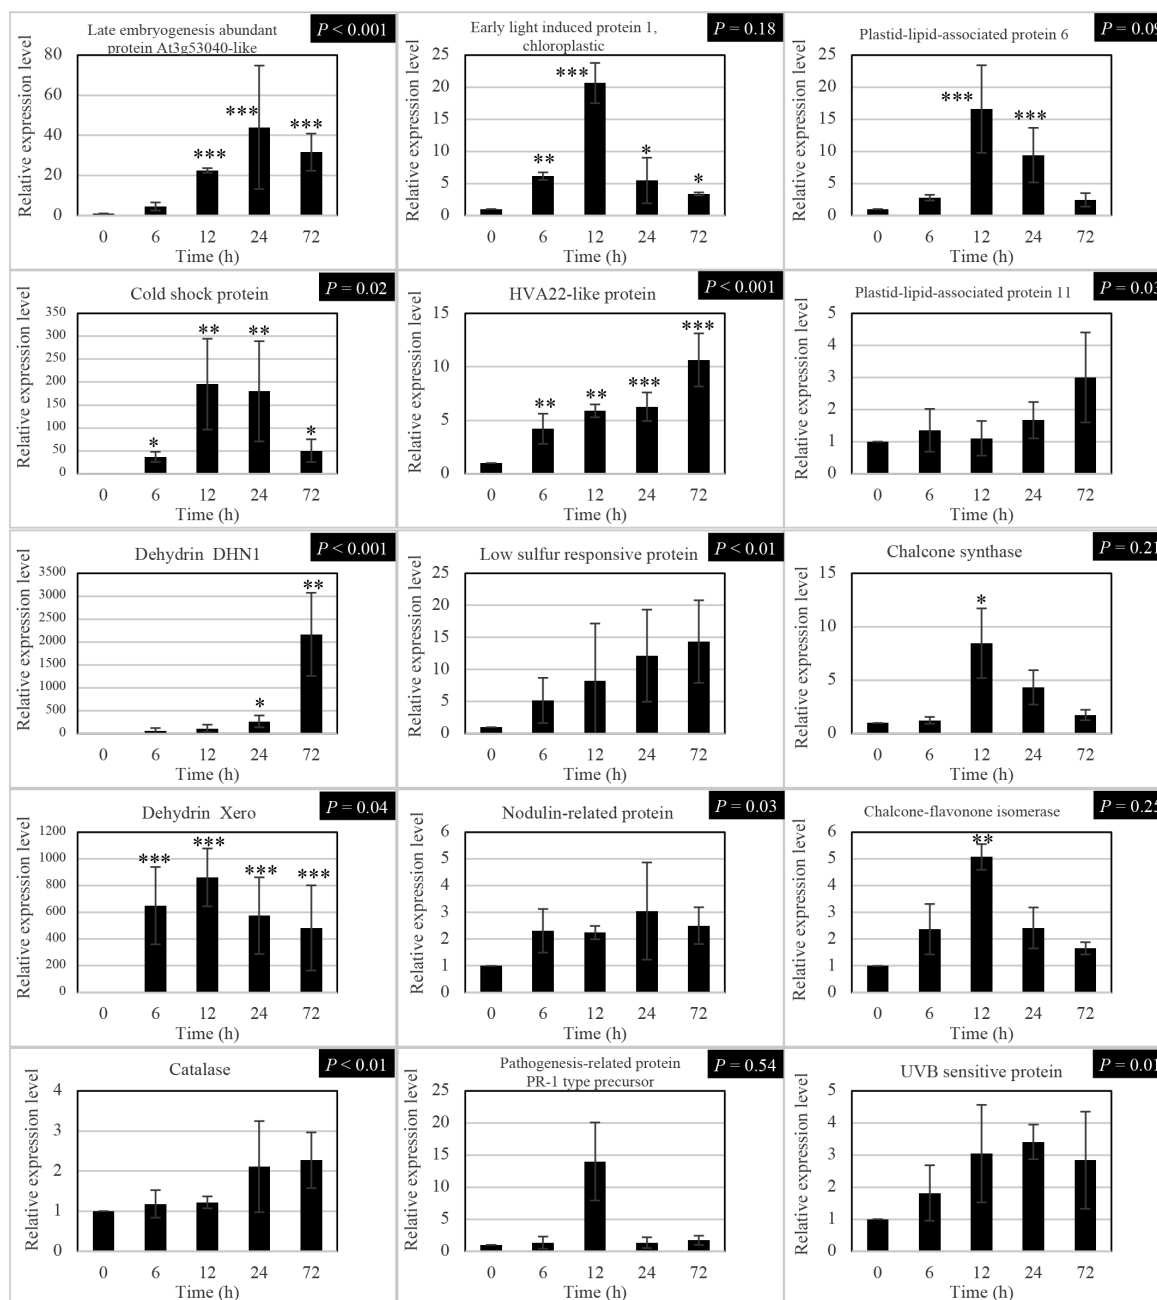 Late embryogenesis abundant
protein At3g53040-like
P < 0.001
Relative expression level
80
60
40
20
0
***
***
***
0 6 12 24 72
Time (h)
Early light induced protein 1,
chloroplastic
P = 0.18
Relative expression level
25
20
15
10
5
0
**
***
*
*
0 6 12 24 72
Time (h)
Plastid-lipid-associated protein 6
P = 0.09
Relative expression level
25
20
15
10
5
0
***
***
0 6 12 24 72
Time (h)
Cold shock protein
P = 0.02
Relative expression level
350
300
250
200
150
100
50
0
*
**
**
*
0 6 12 24 72
Time (h)
HVA22-like protein
P < 0.001
Relative expression level
15
10
5
0
**
**
***
***
0 6 12 24 72
Time (h)
Plastid-lipid-associated protein 11
P = 0.03
Relative expression level
5
4
3
2
1
0
0 6 12 24 72
Time (h)
Dehydrin DHN1
P < 0.001
Relative expression level
3500
3000
2500
2000
1500
1000
500
0
*
**
0 6 12 24 72
Time (h)
Low sulfur responsive protein
P < 0.01
Relative expression level
25
20
15
10
5
0
0 6 12 24 72
Time (h)
Chalcone synthase
P = 0.21
Relative expression level
15
10
5
0
*
0 6 12 24 72
Time (h)
Dehydrin Xero
P = 0.04
Relative expression level
1200
1000
800
600
400
200
0
***
***
***
***
0 6 12 24 72
Time (h)
Nodulin-related protein
P = 0.03
Relative expression level
6
5
4
3
2
1
0
0 6 12 24 72
Time (h)
Chalcone-flavonone isomerase
P = 0.25
Relative expression level
6
5
4
3
2
1
0
**
0 6 12 24 72
Time (h)
Catalase
P < 0.01
Relative expression level
4
3
2
1
0
0 6 12 24 72
Time (h)
Pathogenesis-related protein
PR-1 type precursor
P = 0.54
Relative expression level
25
20
15
10
5
0
0 6 12 24 72
Time (h)
UVB sensitive protein
P = 0.01
Relative expression level
5
4
3
2
1
0
0 6 12 24 72
Time (h)